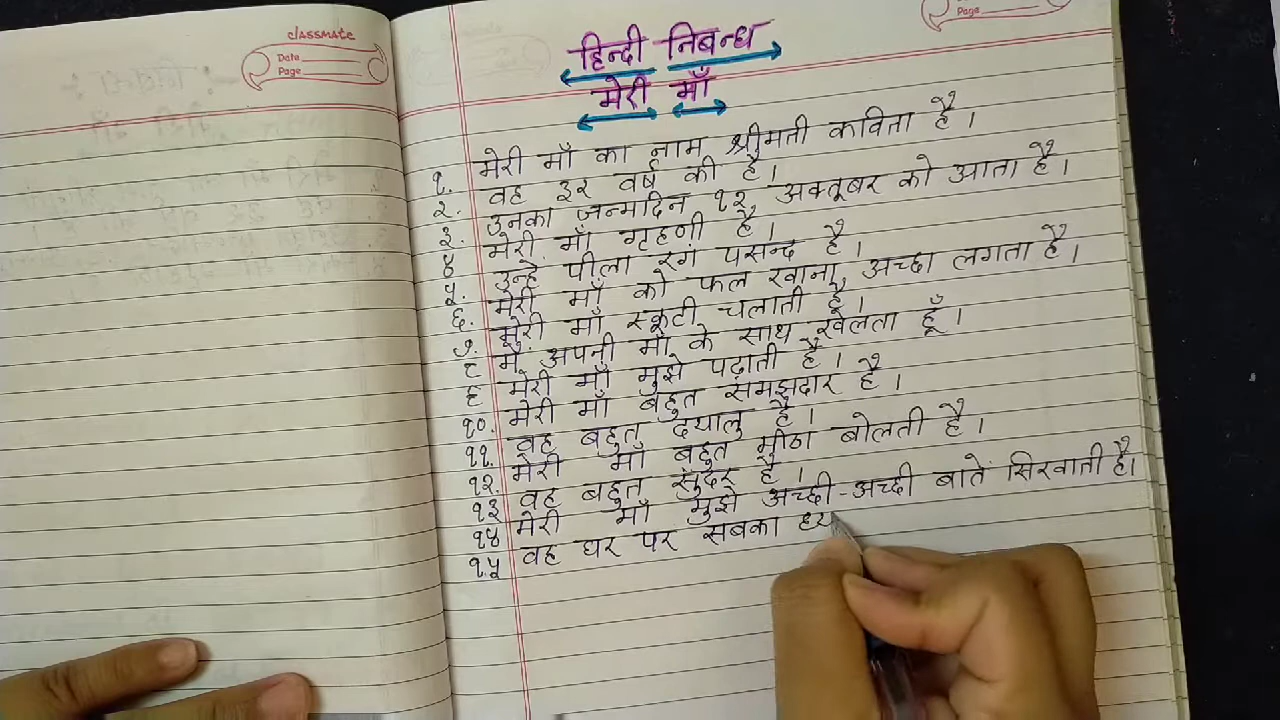 classmate
Date
Page
Page
हिन्दी निबन्ध
मेरी माँ
१. मेरी माँ का नाम श्रीमती कविता है।
२. वह ३२ वर्ष की है।
३. उनका जन्मदिन १२ अक्तूबर को आता है।
४ मेरी माँ गृहणी है।
५. उन्हे पीला रंग पसन्द है।
६. मेरी माँ को फल खाना अच्छा लगता है।
७. मेरी माँ स्कूटी चलाती है।
८ मैं अपनी माँ के साथ खेलता हूँ।
९ मेरी माँ मुझे पढ़ाती है।
१०. मेरी माँ बहुत समझदार है।
११. वह बहुत दयालु है।
१२. मेरी माँ बहुत मीठा बोलती है।
१३ वह बहुत सुंदर है।
१४ मेरी माँ मुझे अच्छी-अच्छी बातें सिखाती है।
१५ वह घर पर सबका ध्य